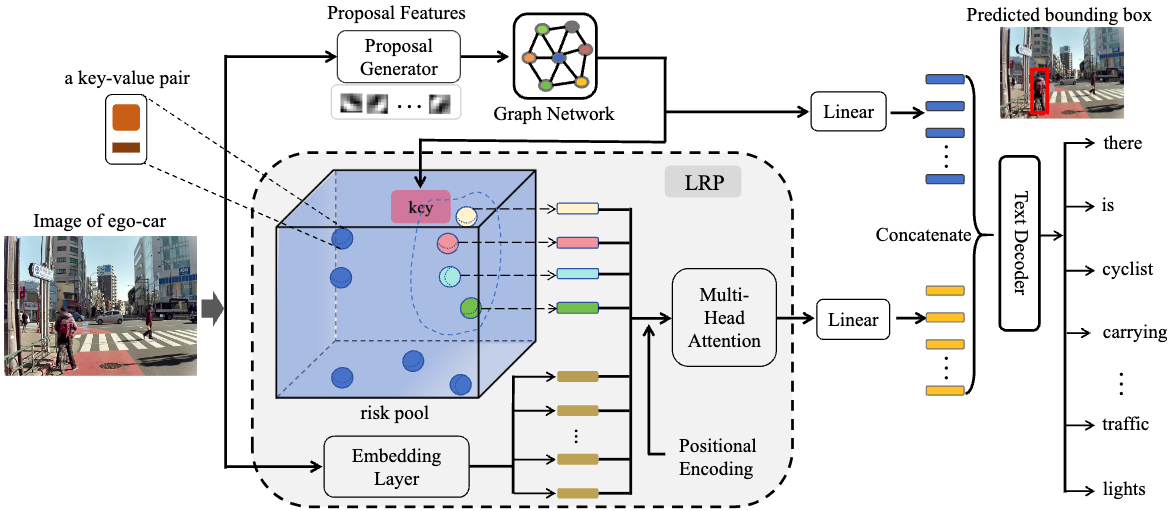 Proposal Features
Proposal
Generator
Graph Network
a key-value pair
Image of ego-car
key
LRP
risk pool
Embedding
Layer
Multi-
Head
Attention
Positional
Encoding
Linear
Linear
Concatenate
Text Decoder
Predicted bounding box
there
is
cyclist
carrying
traffic
lights